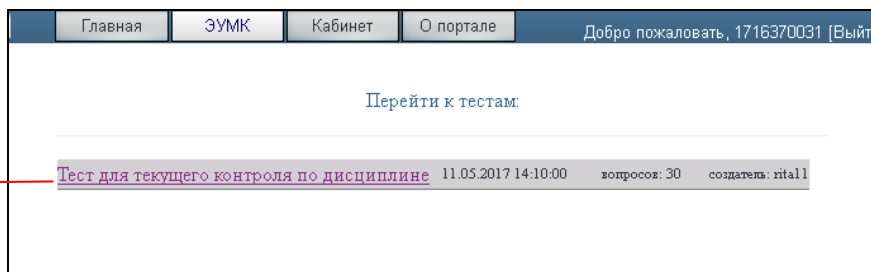 Главная ЭУМК Кабинет О портале Добро пожаловать, 1716370031 [Выйт
Перейти к тестам:
Тест для текущего контроля по дисциплине 11.05.2017 14:10:00 вопросов: 30 создатель: rita11